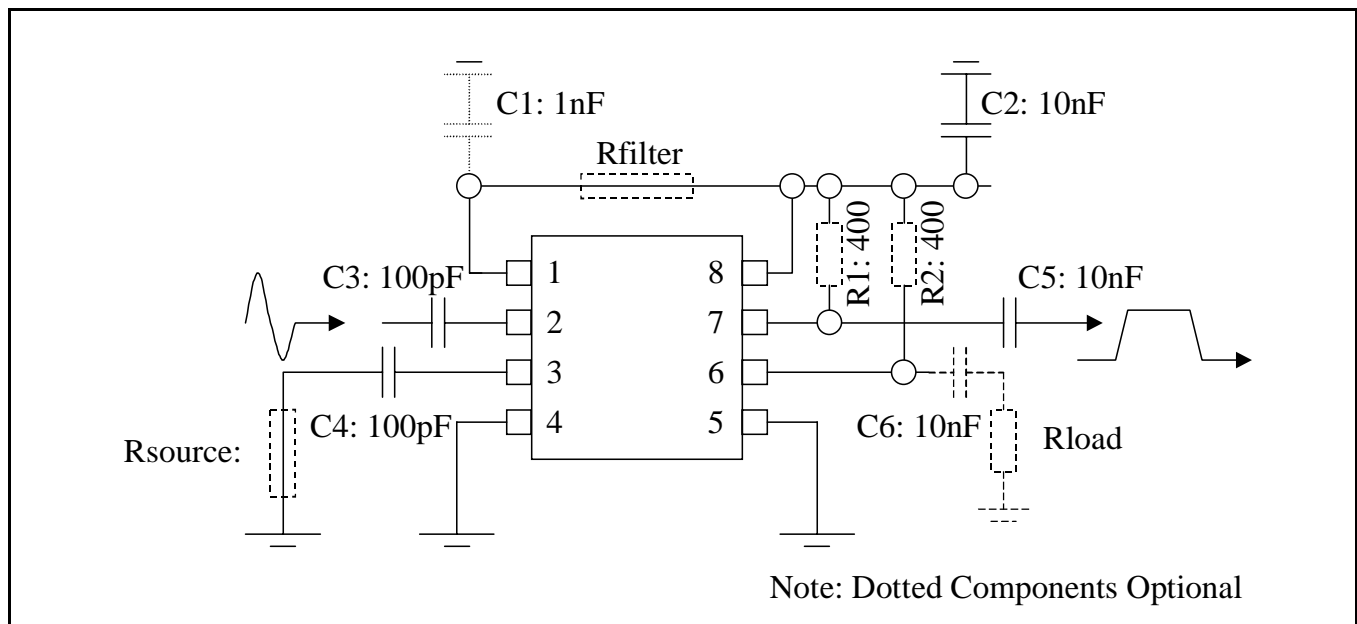 C1: 1nF
C2: 10nF
Rfilter
R1: 400
R2: 400
C3: 100pF
1
8
C5: 10nF
2
7
3
6
C4: 100pF
4
5
C6: 10nF
Rsource:
Rload
Note: Dotted Components Optional